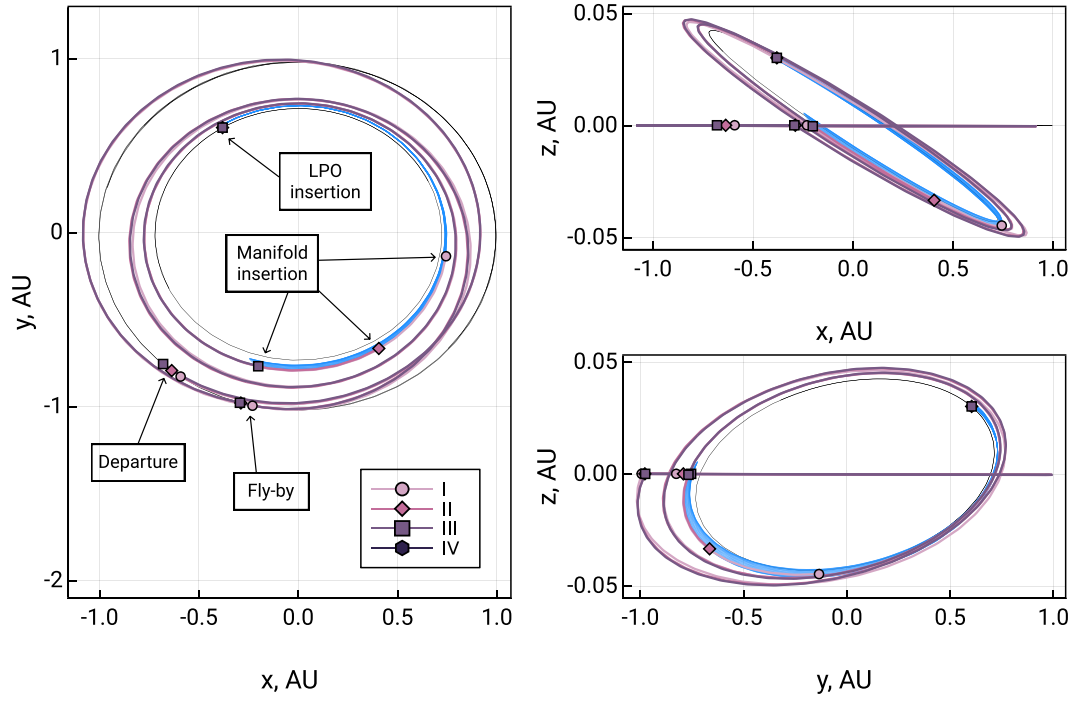 1
0
-1
-2
-1.0 -0.5 0.0 0.5 1.0
x, AU
y, AU
LPO
insertion
Manifold
insertion
Departure
Fly-by
I
II
III
IV
0.05
0.00
-0.05
-1.0 -0.5 0.0 0.5 1.0
x, AU
z, AU
0.05
0.00
-0.05
-1.0 -0.5 0.0 0.5 1.0
y, AU
z, AU